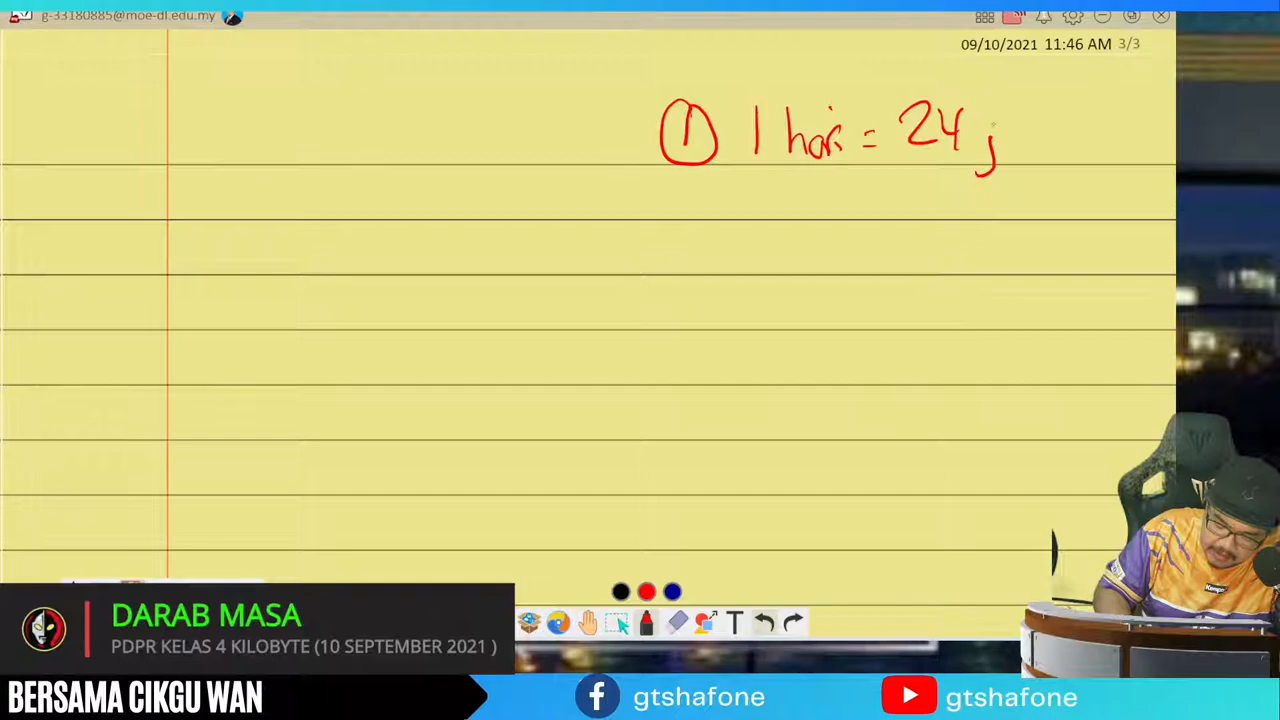 g-33180885@moe-dl.edu.my
09/10/2021 11:46 AM 3/3
1 1 hari = 24 j
T
DARAB MASA
PDPR KELAS 4 KILOBYTE (10 SEPTEMBER 2021 )
BERSAMA CIKGU WAN
gtshafone
gtshafone